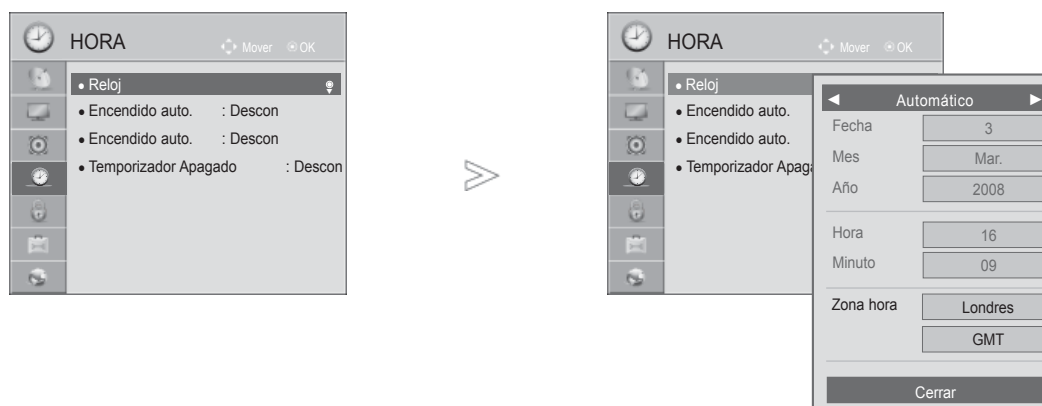 HORA
Mover OK
● Reloj
● Encendido auto. : Descon
● Encendido auto. : Descon
● Temporizador Apagado : Descon
HORA
Mover OK
● Reloj
● Encendido auto.
● Encendido auto.
● Temporizador Apaga
◄ Automático ►
Fecha 3
Mes Mar.
Año 2008
Hora 16
Minuto 09
Zona hora Londres
GMT
Cerrar